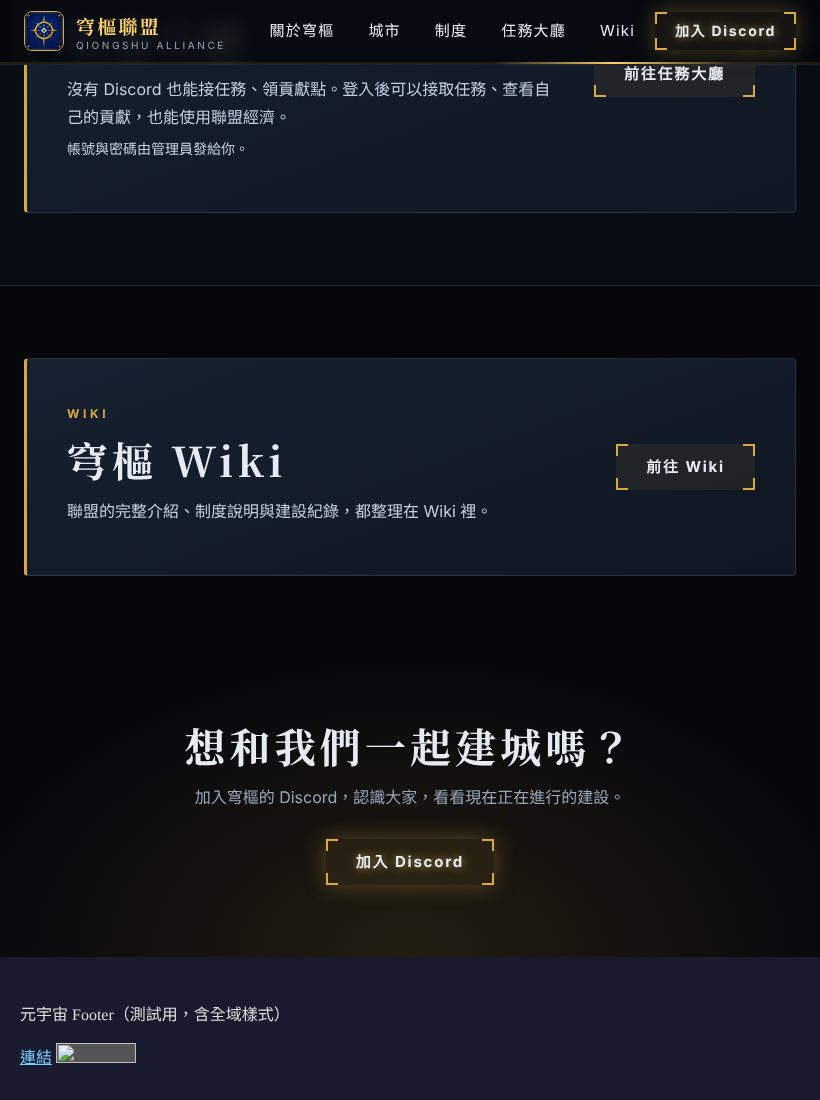 穹樞聯盟
QIONGSHU ALLIANCE
關於穹樞 城市 制度 任務大廳 Wiki 加入 Discord
前往任務大廳
沒有 Discord 也能接任務、領貢獻點。登入後可以接取任務、查看自
己的貢獻，也能使用聯盟經濟。
帳號與密碼由管理員發給你。
WIKI
穹樞 Wiki
聯盟的完整介紹、制度說明與建設紀錄，都整理在 Wiki 裡。
前往 Wiki
想和我們一起建城嗎？
加入穹樞的 Discord，認識大家，看看現在正在進行的建設。
加入 Discord
元宇宙 Footer（測試用，含全域樣式）
連結